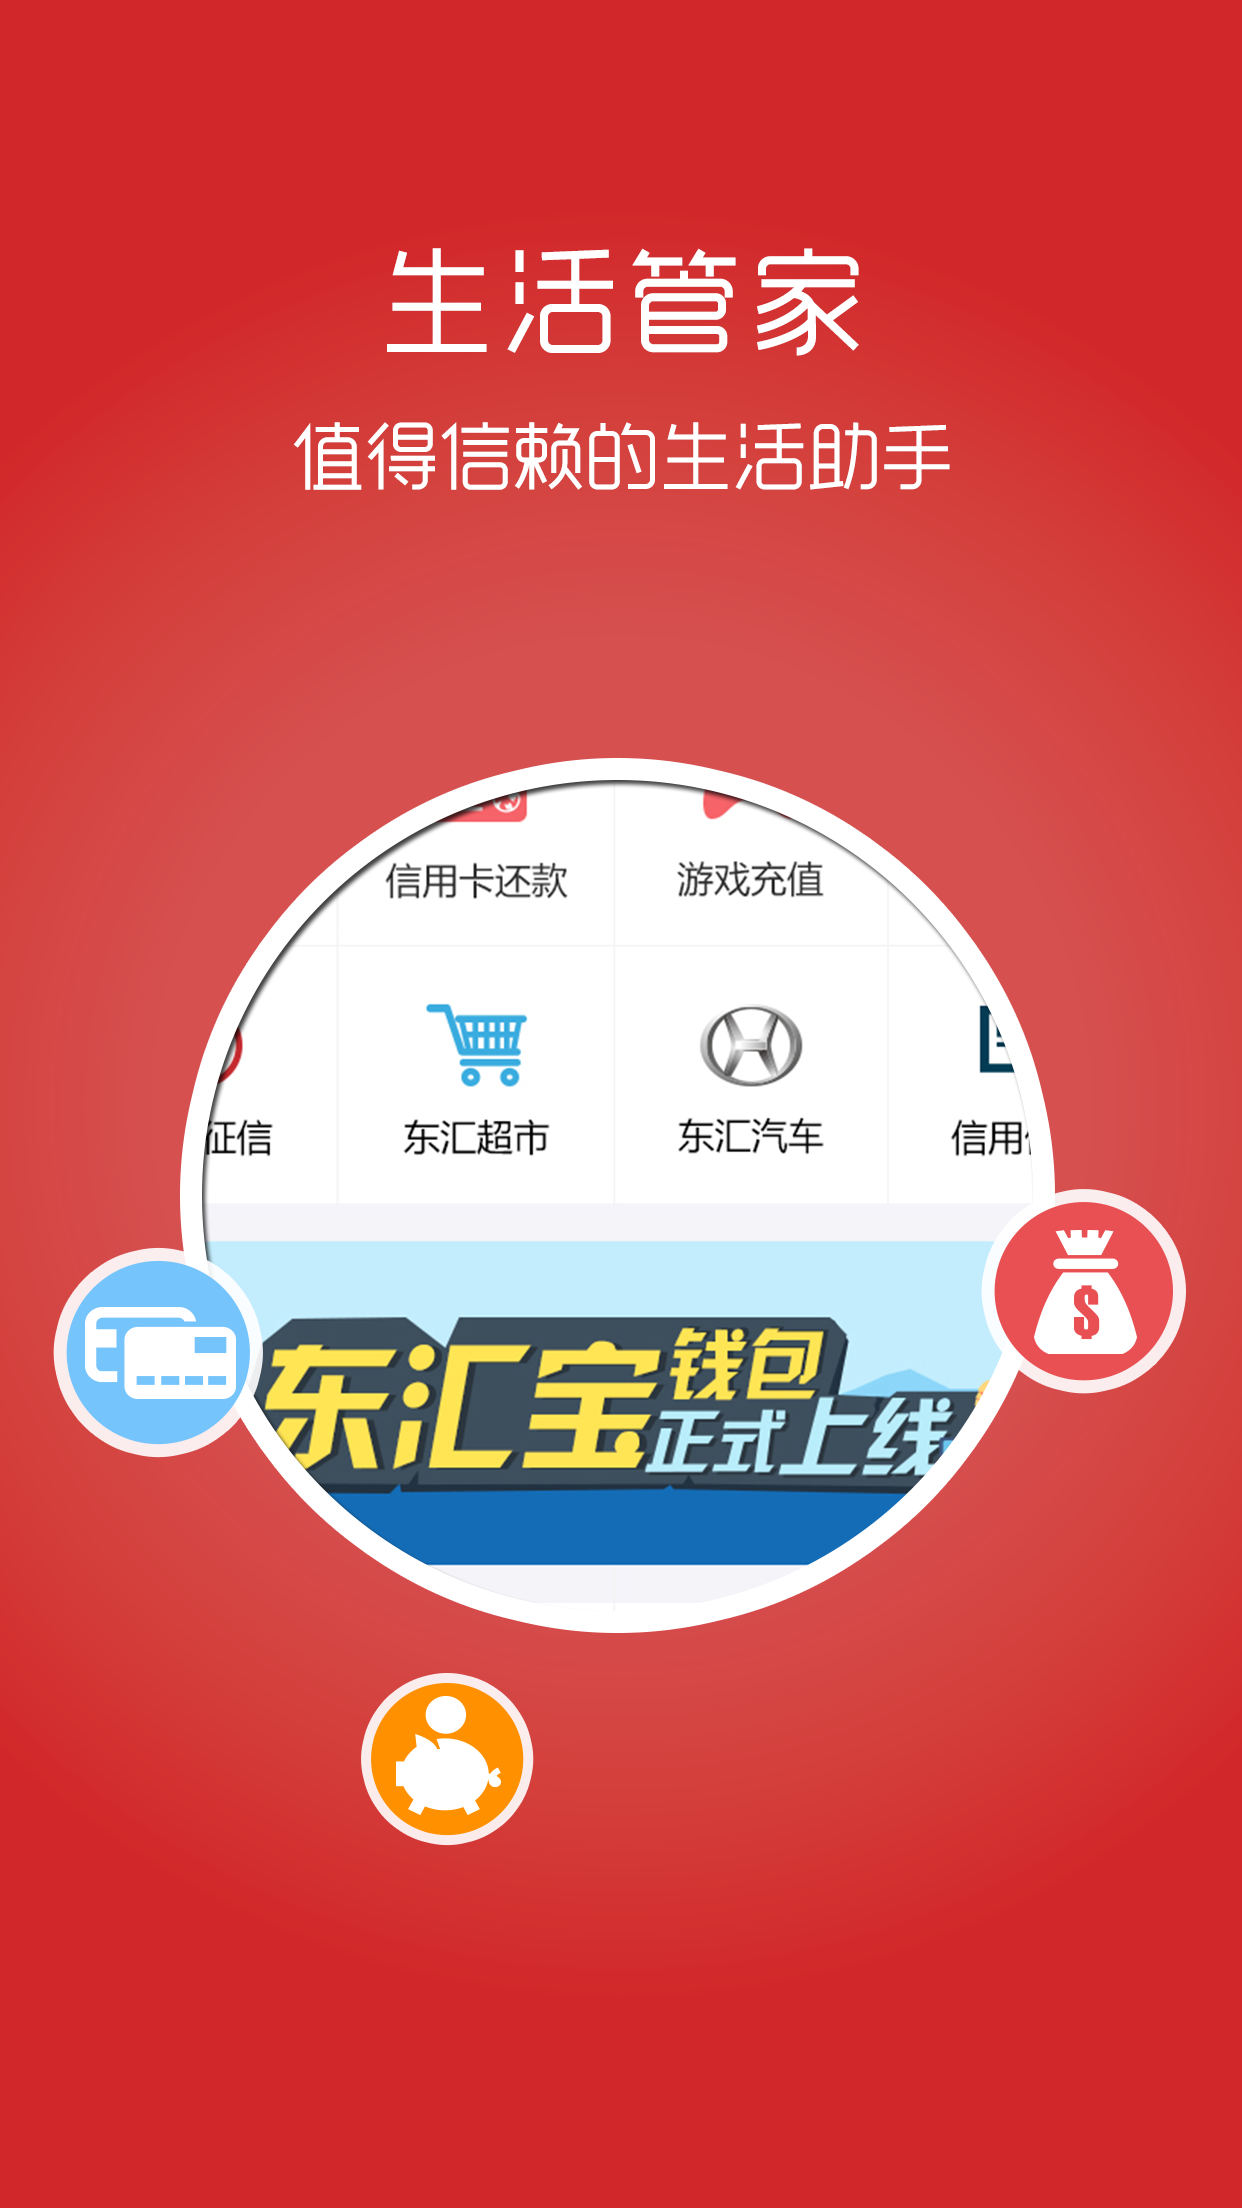 生活管家
值得信赖的生活助手
信用卡还款
游戏充值
征信
东汇超市
东汇汽车
信用
东汇宝钱包
正式上线
$